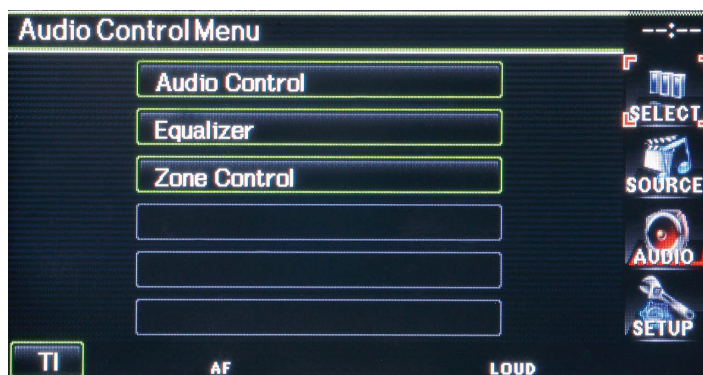 Audio Control Menu
--:--
Audio Control
Equalizer
Zone Control
SELECT
SOURCE
AUDIO
SETUP
TI
AF
LOUD